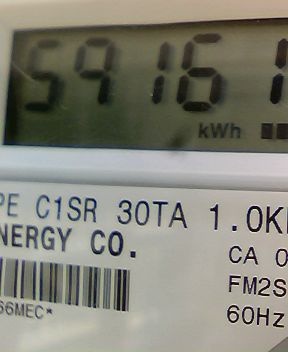 59161
kWh
PE C1SR 30TA 1.0K
NERGY CO.
CA 0
FM2S
66MEC*
60Hz